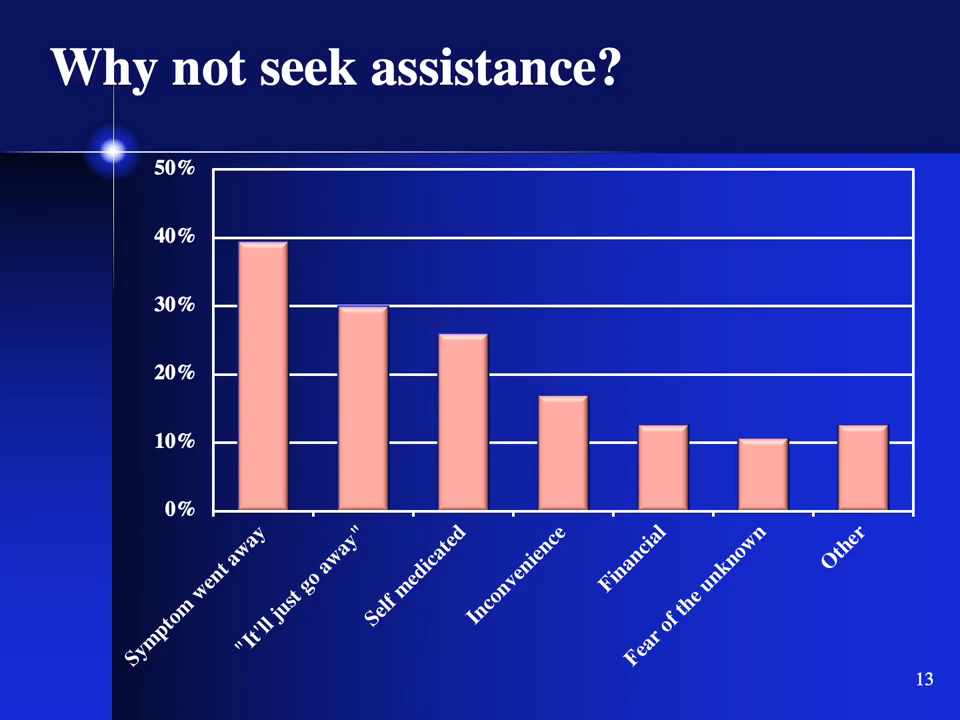 Why not seek assistance?
50%
40%
30%
20%
10%
0%
Symptom went away
"It'll just go away"
Self medicated
Inconvenience
Financial
Fear of the unknown
Other
13